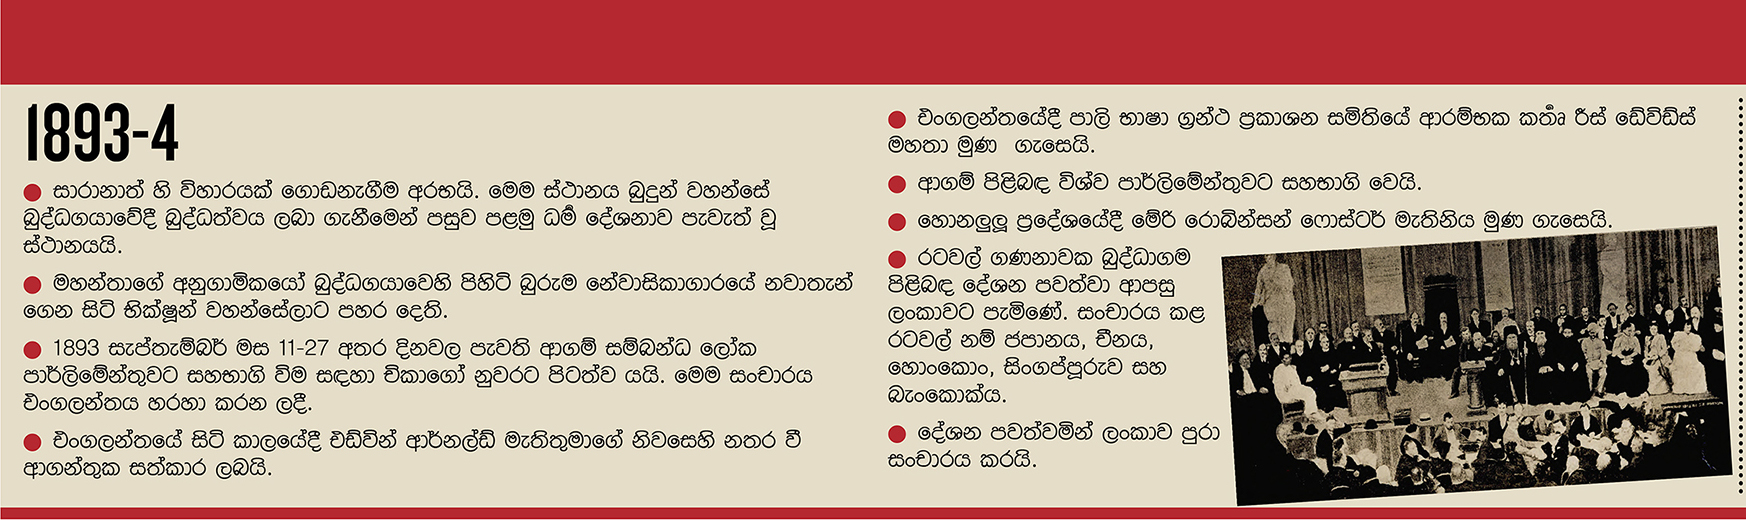 1893-4
● සාරානාත් හි විහාරයක් ගොඩනැගීම අරභයි. මෙම ස්ථානය බුදුන් වහන්සේ
බුද්ධගයාවේදී බුද්ධත්වය ලබා ගැනීමෙන් පසුව පළමු ධර්ම දේශනාව පැවැත් වූ
ස්ථානයයි.
● මහන්තාගේ අනුගාමිකයෝ බුද්ධගයාවෙහි පිහිටි බුරුම නේවාසිකාගාරයේ නවාතැන්
ගෙන සිටි භික්ෂූන් වහන්සේලාට පහර දෙති.
● 1893 සැප්තැම්බර් මස 11-27 අතර දිනවල පැවති ආගම් සම්බන්ධ ලෝක
පාර්ලිමේන්තුවට සහභාගි වීම සඳහා චිකාගෝ නුවරට පිටත්ව යයි. මෙම සංචාරය
එංගලන්තය හරහා කරන ලදී.
● එංගලන්තයේ සිටි කාලයේදී එඩ්වින් ආර්නල්ඩ් මැතිතුමාගේ නිවසෙහි නතර වී
ආගන්තුක සත්කාර ලබයි.
● එංගලන්තයේදී පාලි භාෂා ග්‍රන්ථ ප්‍රකාශන සමිතියේ ආරම්භක කර්තෘ රීස් ඩේවිඩ්ස්
මහතා මුණ ගැසෙයි.
● ආගම් පිළිබඳ විශ්ව පාර්ලිමේන්තුවට සහභාගි වෙයි.
● හොනලුලූ ප්‍රදේශයේදී මේරි රොබින්සන් ෆොස්ටර් මැතිනිය මුණ ගැසෙයි.
● රටවල් ගණනාවක බුද්ධාගම
පිළිබඳ දේශන පවත්වා ආපසු
ලංකාවට පැමිණේ. සංචාරය කළ
රටවල් නම් ජපානය, චීනය,
හොංකොං, සිංගප්පූරුව සහ
බැංකොක්ය.
● දේශන පවත්වමින් ලංකාව පුරා
සංචාරය කරයි.